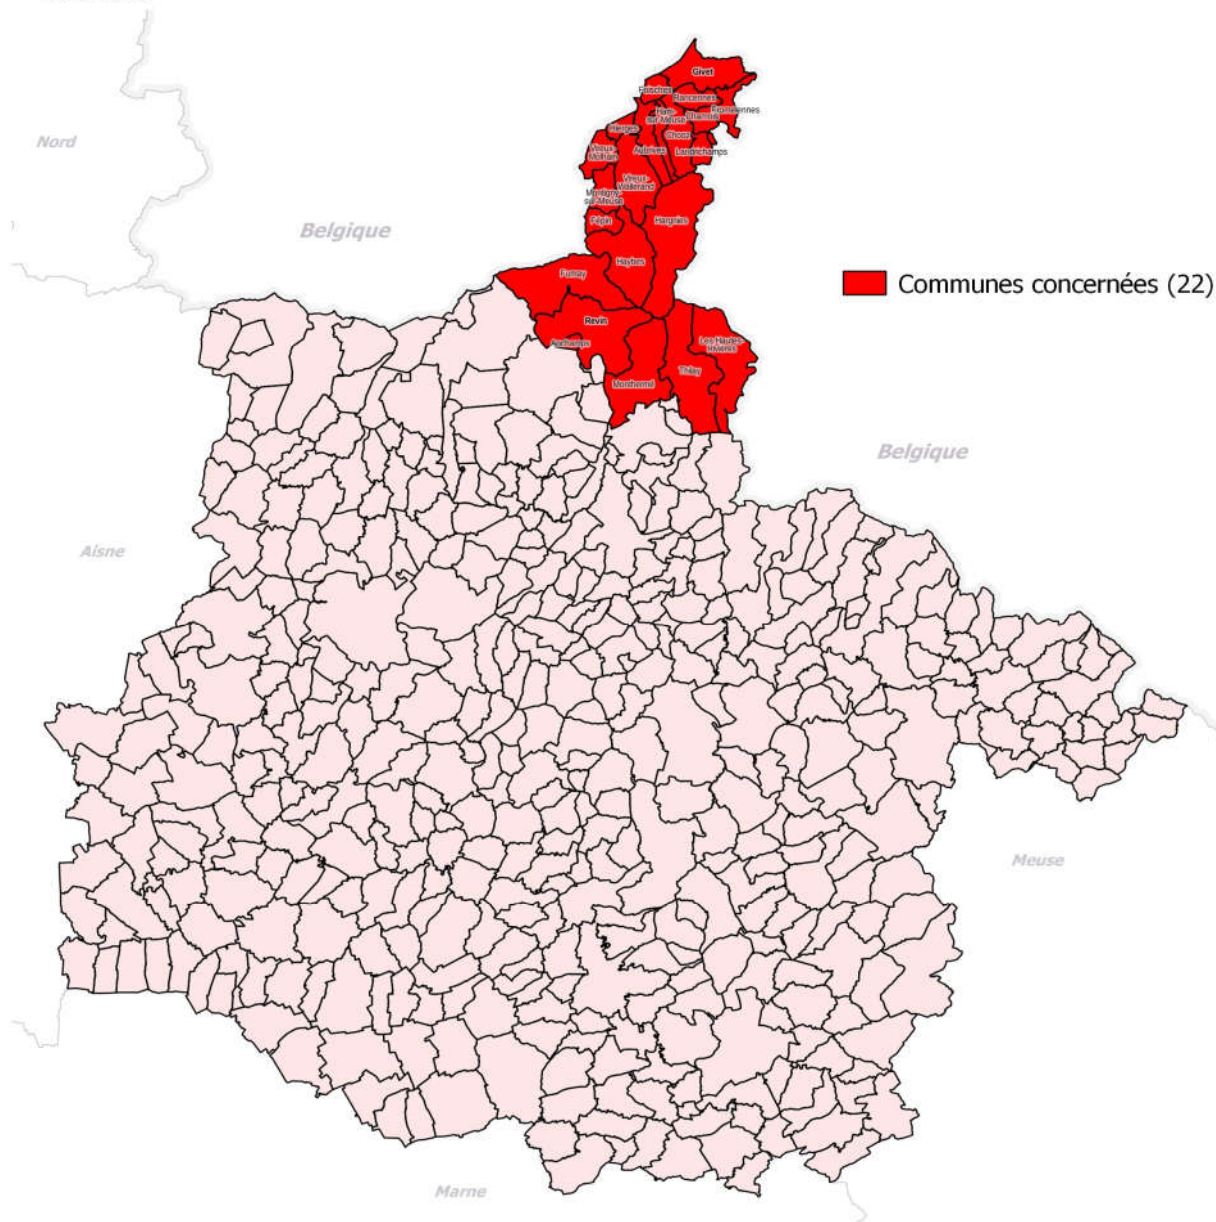 Givet
Foisches
Rancennes
Fromelennes
Ham-
sur-Meuse
Charnois
Hierges
Chooz
Aubrives
Landrichamps
Vireux-
Molhain
Vireux-
Wallerand
Montigny-
sur-Meuse
Hargnies
Fépin
Haybes
Fumay
Revin
Anchamps
Les Hautes-
Rivières
Thilay
Monthermé
Nord
Belgique
Communes concernées (22)
Belgique
Aisne
Meuse
Marne